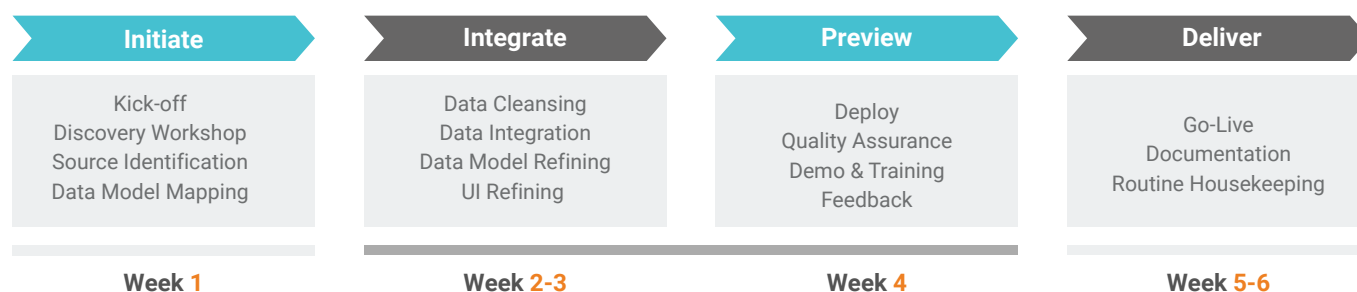 Initiate
Kick-off
Discovery Workshop
Source Identification
Data Model Mapping
Week 1
Integrate
Data Cleansing
Data Integration
Data Model Refining
UI Refining
Week 2-3
Preview
Deploy
Quality Assurance
Demo & Training
Feedback
Week 4
Deliver
Go-Live
Documentation
Routine Housekeeping
Week 5-6